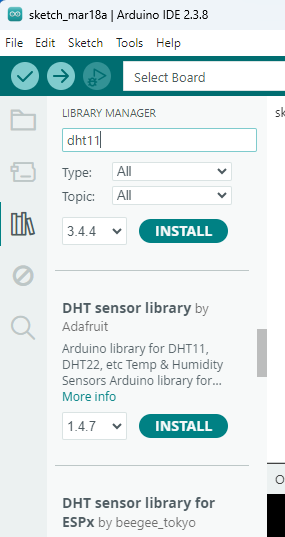 sketch_mar18a | Arduino IDE 2.3.8
File Edit Sketch Tools Help
Select Board
LIBRARY MANAGER
sk
dht11
Type: All
Topic: All
3.4.4 INSTALL
DHT sensor library by
Adafruit
Arduino library for DHT11,
DHT22, etc Temp & Humidity
Sensors Arduino library for...
More info
1.4.7 INSTALL
O
DHT sensor library for
ESPx by beegee_tokyo